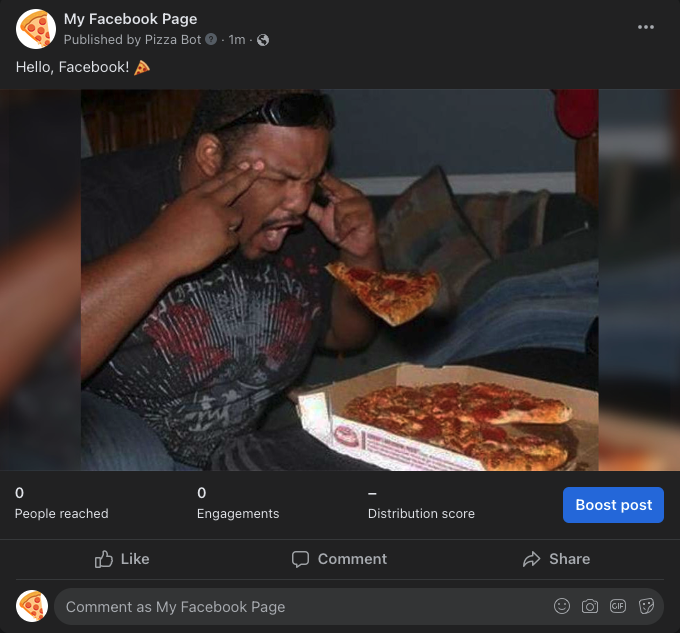 My Facebook Page
Published by Pizza Bot · 1m ·
Hello, Facebook! 🍕
0
People reached
0
Engagements
–
Distribution score
Boost post
Like
Comment
Share
Comment as My Facebook Page
GIF